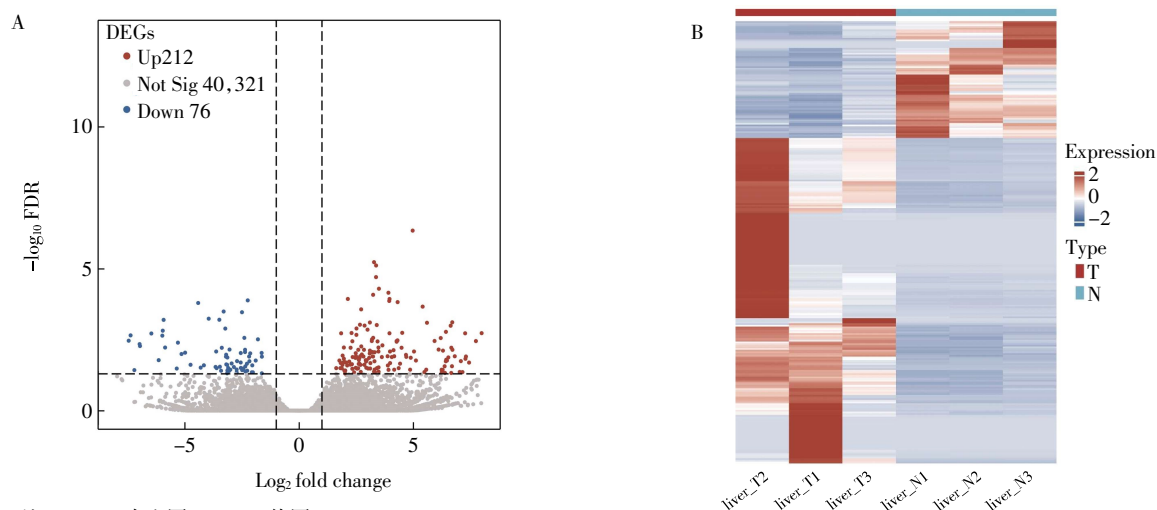 A
DEGs
Up212
Not Sig 40,321
Down 76
10
5
0
−log₁₀ FDR
−5
0
5
Log₂ fold change
B
Expression
2
0
−2
Type
T
N
liver_T2
liver_T1
liver_T3
liver_N1
liver_N2
liver_N3